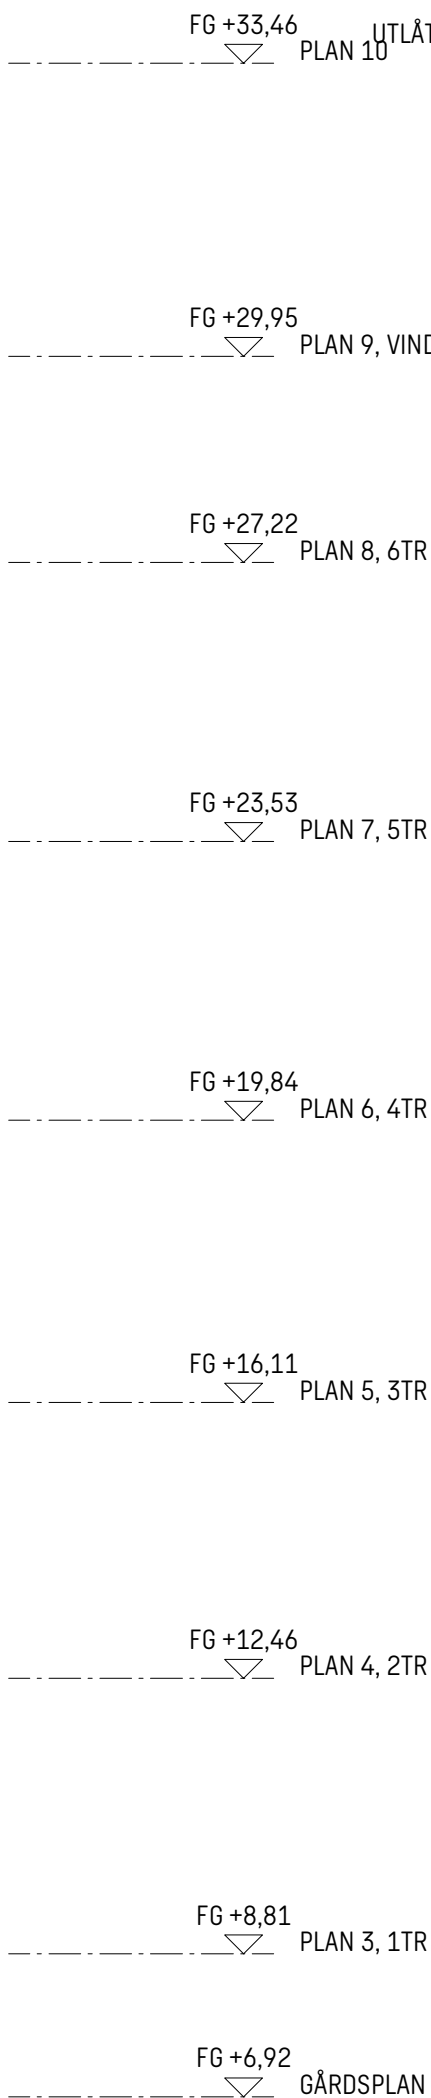 FG +33,46
PLAN 10
FG +29,95
PLAN 9,
FG +27,22
PLAN 8, 6TR
FG +23,53
PLAN 7, 5TR
FG +19,84
PLAN 6, 4TR
FG +16,11
PLAN 5, 3TR
FG +12,46
PLAN 4, 2TR
FG +8,81
PLAN 3, 1TR
FG +6,92
GÅRDSPLAN